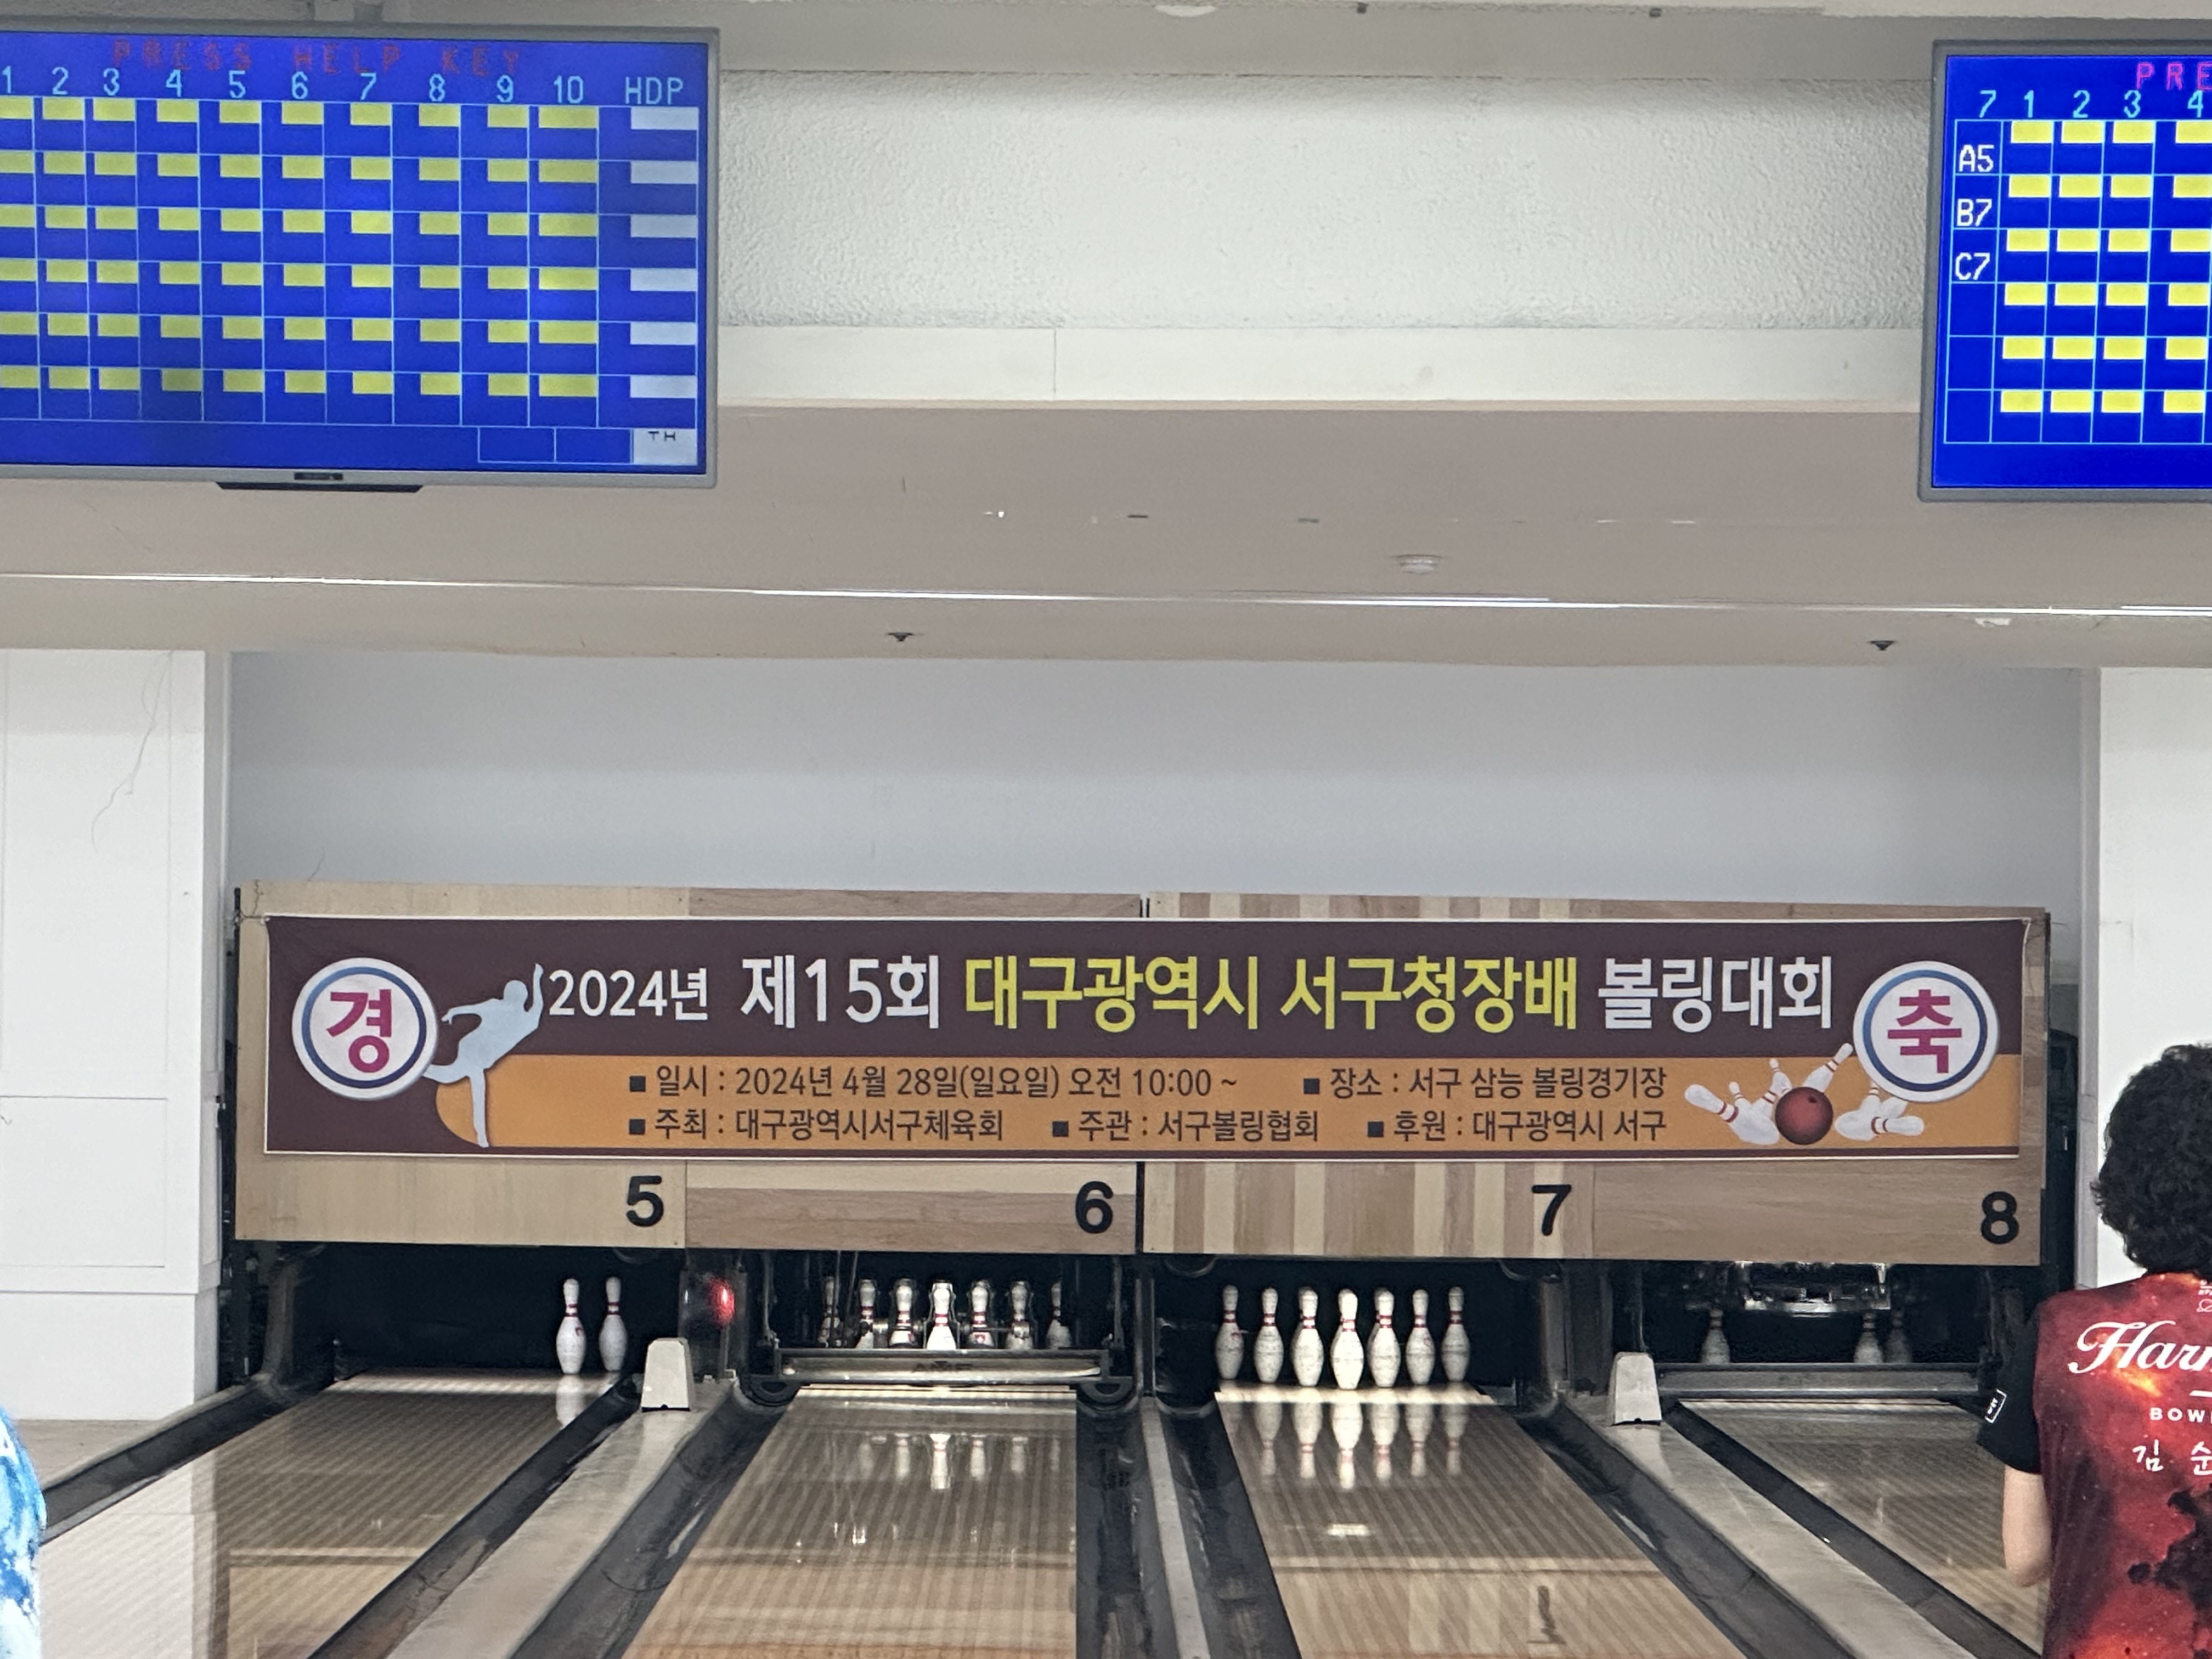 PRESS HELP KEY
1 2 3 4 5 6 7 8 9 10 HDP
TH
PRE
7 1 2 3 4
A5
B7
C7
경 2024년 제15회 대구광역시 서구청장배 볼링대회 축
■ 일시 : 2024년 4월 28일(일요일) 오전 10:00 ~ ■ 장소 : 서구 삼능 볼링경기장
■ 주최 : 대구광역시서구체육회 ■ 주관 : 서구볼링협회 ■ 후원 : 대구광역시 서구
5 6 7 8
Har
BOW
김 순